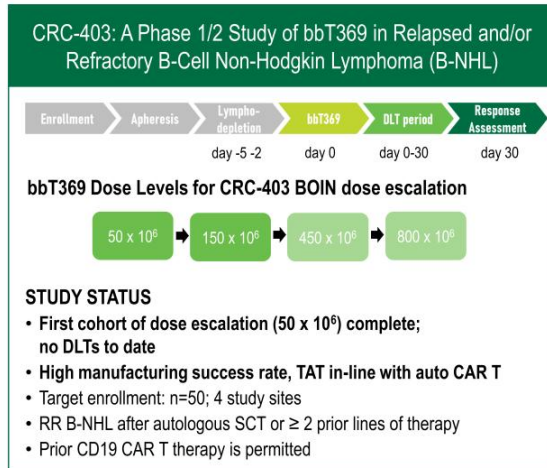 CRC-403: A Phase 1/2 Study of bbT369 in Relapsed and/or
Refractory B-Cell Non-Hodgkin Lymphoma (B-NHL)
Enrollment
Apheresis
Lympho-
depletion
bbT369
DLT period
Response
Assessment
day -5 -2
day 0
day 0-30
day 30
bbT369 Dose Levels for CRC-403 BOIN dose escalation
50 x 10⁶
150 x 10⁶
450 x 10⁶
800 x 10⁶
STUDY STATUS
• First cohort of dose escalation (50 x 10⁶) complete;
no DLTs to date
• High manufacturing success rate, TAT in-line with auto CAR T
• Target enrollment: n=50; 4 study sites
• RR B-NHL after autologous SCT or ≥ 2 prior lines of therapy
• Prior CD19 CAR T therapy is permitted